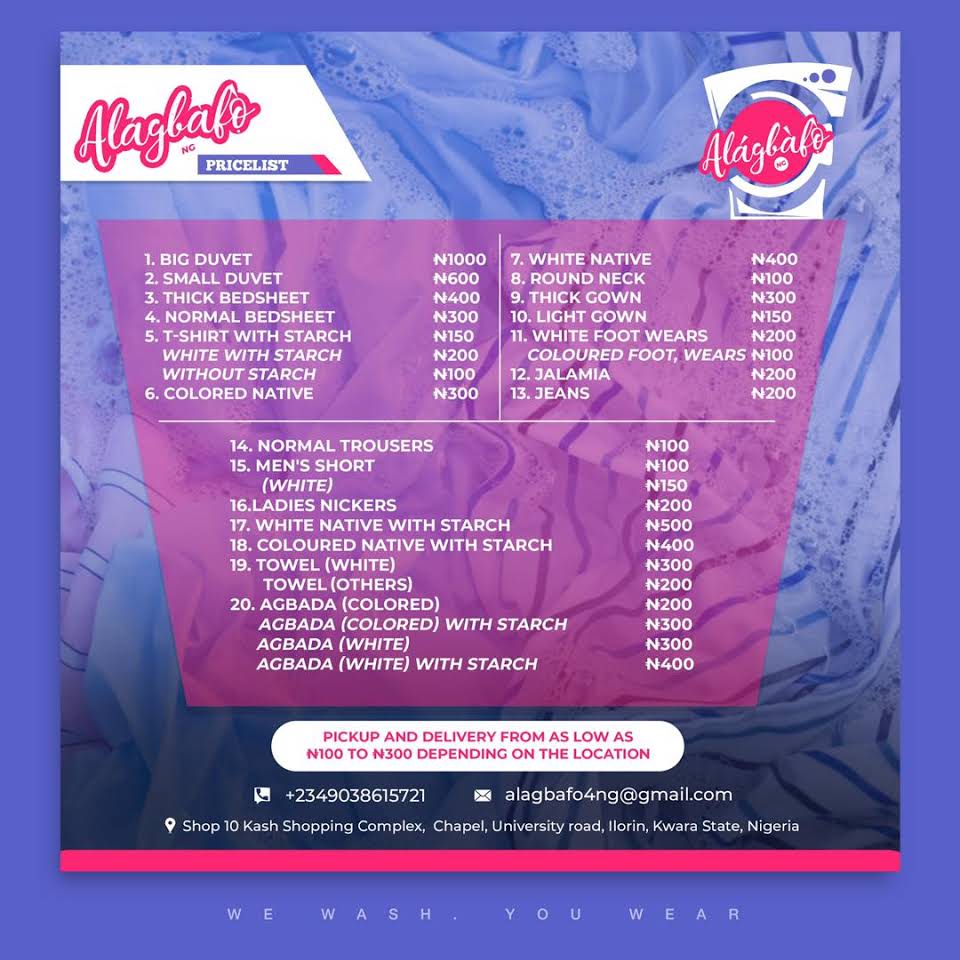 Alagbafọ
NG
PRICELIST
Alágbàfọ̀
NG
1. BIG DUVET ₦1000
2. SMALL DUVET ₦600
3. THICK BEDSHEET ₦400
4. NORMAL BEDSHEET ₦300
5. T-SHIRT WITH STARCH ₦150
WHITE WITH STARCH ₦200
WITHOUT STARCH ₦100
6. COLORED NATIVE ₦300
7. WHITE NATIVE ₦400
8. ROUND NECK ₦100
9. THICK GOWN ₦300
10. LIGHT GOWN ₦150
11. WHITE FOOT WEARS ₦200
COLOURED FOOT, WEARS ₦100
12. JALAMIA ₦200
13. JEANS ₦200
14. NORMAL TROUSERS ₦100
15. MEN'S SHORT ₦100
(WHITE) ₦150
16.LADIES NICKERS ₦200
17. WHITE NATIVE WITH STARCH ₦500
18. COLOURED NATIVE WITH STARCH ₦400
19. TOWEL (WHITE) ₦300
TOWEL (OTHERS) ₦200
20. AGBADA (COLORED) ₦200
AGBADA (COLORED) WITH STARCH ₦300
AGBADA (WHITE) ₦300
AGBADA (WHITE) WITH STARCH ₦400
PICKUP AND DELIVERY FROM AS LOW AS
₦100 TO ₦300 DEPENDING ON THE LOCATION
+2349038615721 alagbafo4ng@gmail.com
Shop 10 Kash Shopping Complex, Chapel, University road, Ilorin, Kwara State, Nigeria
WE WASH. YOU WEAR